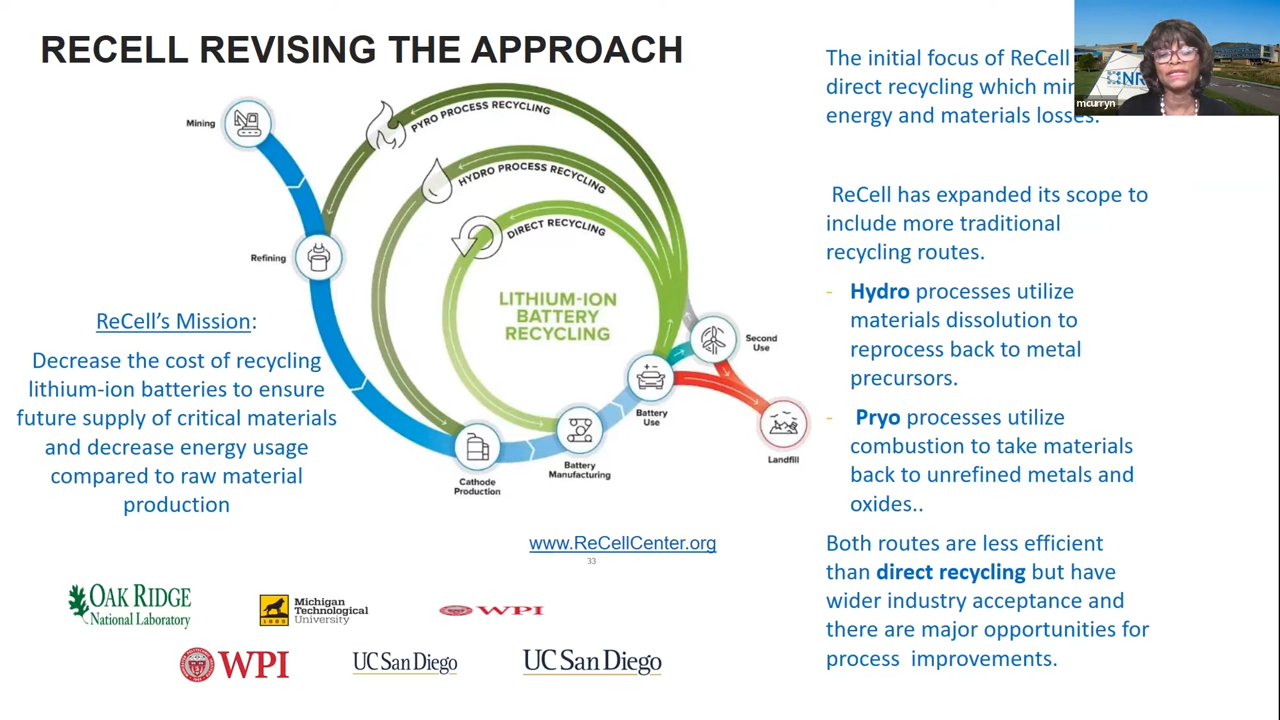 RECELL REVISING THE APPROACH
The initial focus of ReCell
direct recycling which
energy and materials losses.
NR
mcurryn
Mining
PYRO PROCESS RECYCLING
HYDRO PROCESS RECYCLING
DIRECT RECYCLING
Refining
LITHIUM-ION
BATTERY
RECYCLING
Second
Use
Battery
Use
Landfill
Battery
Manufacturing
Cathode
Production
ReCell's Mission:
Decrease the cost of recycling
lithium-ion batteries to ensure
future supply of critical materials
and decrease energy usage
compared to raw material
production
ReCell has expanded its scope to
include more traditional
recycling routes.
- Hydro processes utilize
materials dissolution to
reprocess back to metal
precursors.
- Pryo processes utilize
combustion to take materials
back to unrefined metals and
oxides..
Both routes are less efficient
than direct recycling but have
wider industry acceptance and
there are major opportunities for
process improvements.
www.ReCellCenter.org
33
OAK RIDGE
National Laboratory
Michigan
Technological
University
1885
WPI
WPI
UC San Diego
UC San Diego